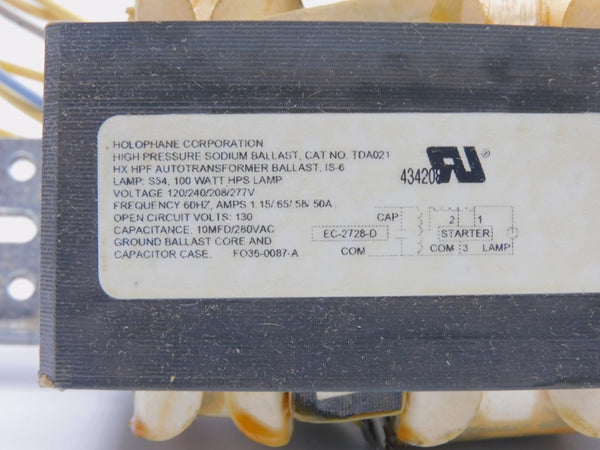 HOLOPHANE CORPORATION
HIGH PRESSURE SODIUM BALLAST, CAT NO. TDA021
HX HPF AUTOTRANSFORMER BALLAST, IS-6
LAMP: S54, 100 WATT HPS LAMP
VOLTAGE 120/240/208/277V
FREQUENCY 60HZ, AMPS 1.15/.65/.58/.50A
OPEN CIRCUIT VOLTS: 130
CAPACITANCE, 10MFD/280VAC
GROUND BALLAST CORE AND
CAPACITOR CASE. FO35-0087-A
434208 RU ®
CAP 2 1
EC-2728-D STARTER
COM COM 3 LAMP